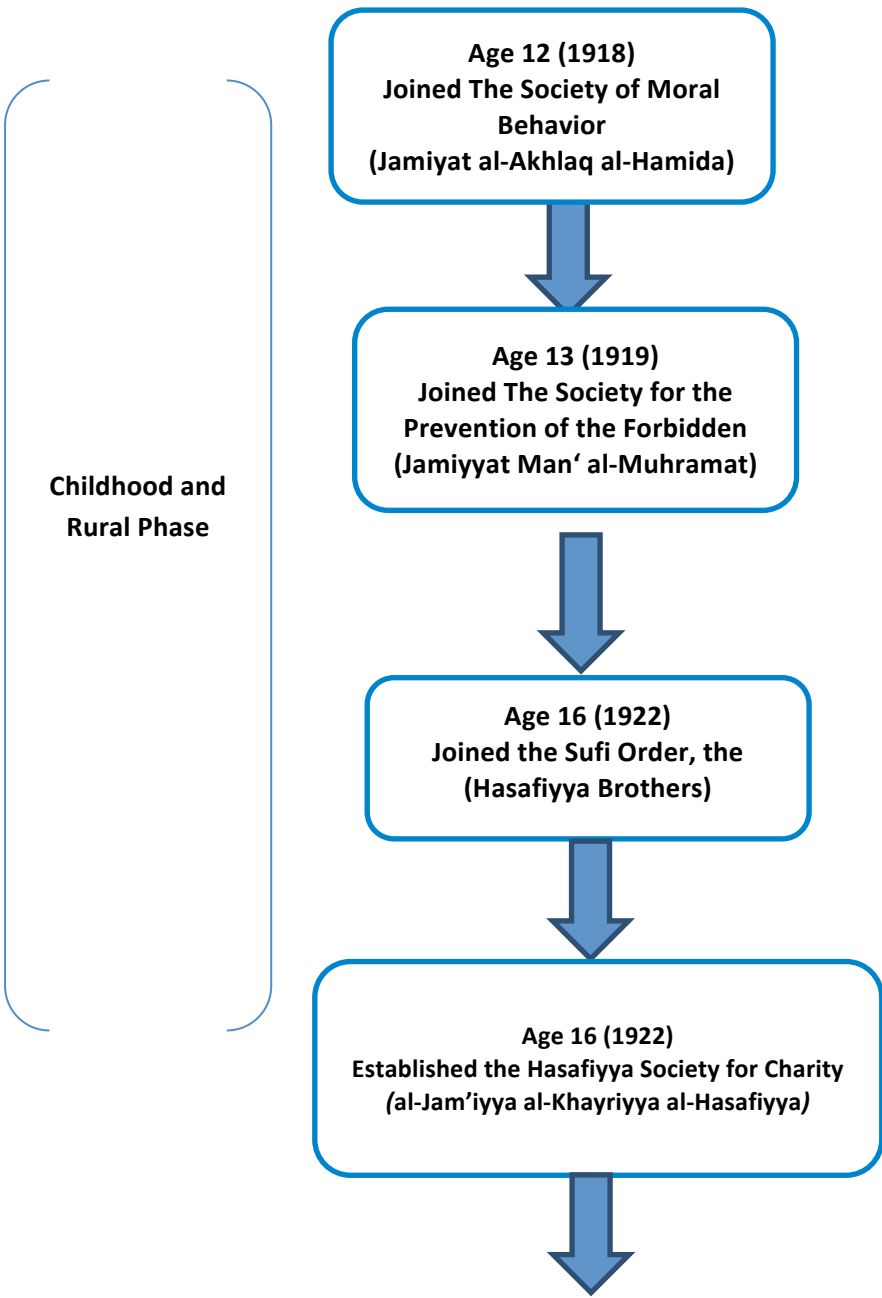 Age 12 (1918)
Joined The Society of Moral
Behavior
(Jamiyat al-Akhlaq al-Hamida)
Age 13 (1919)
Joined The Society for the
Prevention of the Forbidden
(Jamiyyat Man‘ al-Muhramat)
Childhood and
Rural Phase
Age 16 (1922)
Joined the Sufi Order, the
(Hasafiyya Brothers)
Age 16 (1922)
Established the Hasafiyya Society for Charity
(al-Jam’iyya al-Khayriyya al-Hasafiyya)